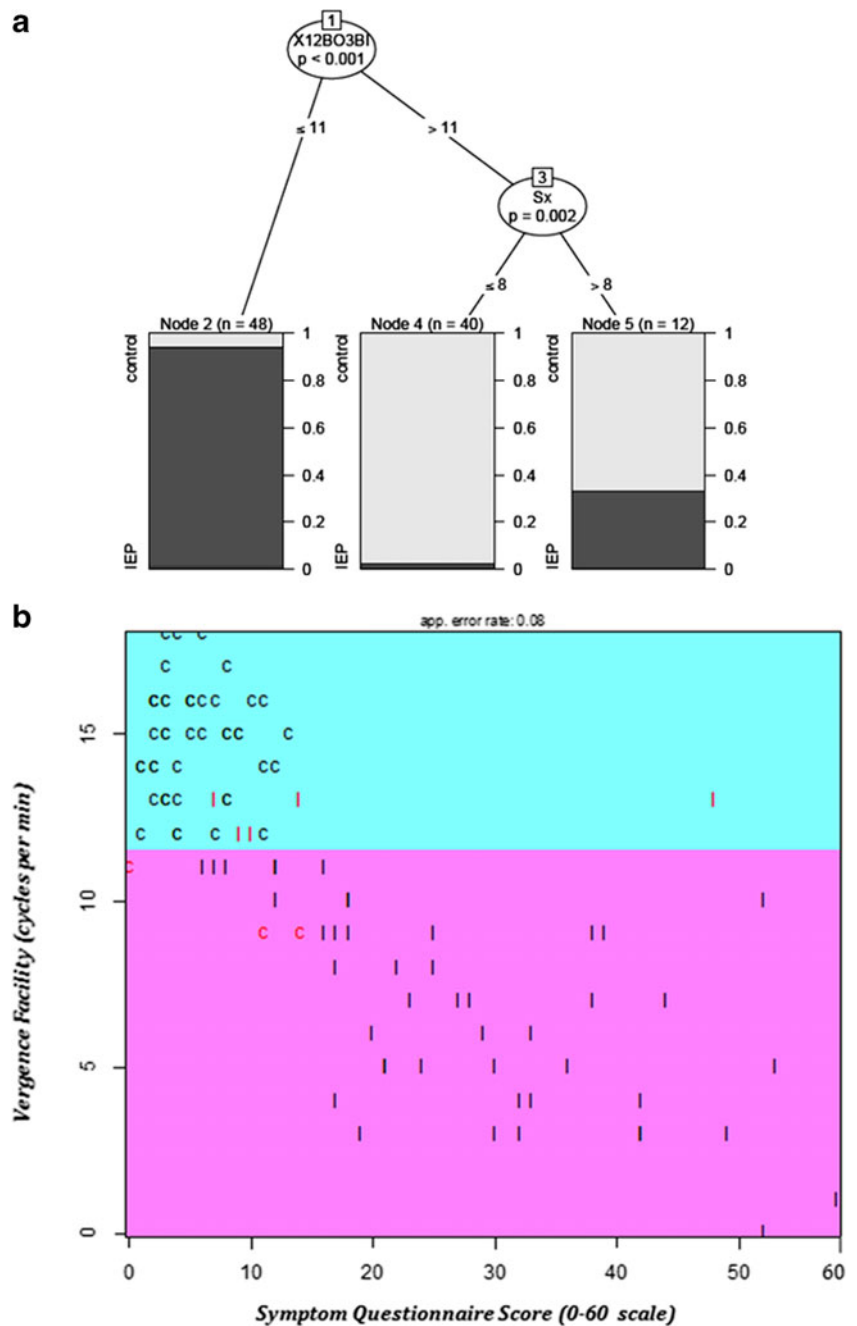 a
1
X12BO3BI
p < 0.001
≤ 11
> 11
3
Sx
p = 0.002
≤ 8
> 8
Node 2 (n = 48)
control
IEP
1
0.8
0.6
0.4
0.2
0
Node 4 (n = 40)
control
IEP
1
0.8
0.6
0.4
0.2
0
Node 5 (n = 12)
control
IEP
1
0.8
0.6
0.4
0.2
0
b
app. error rate: 0.08
Vergence Facility (cycles per min)
15
10
5
0
C C C
C C
C C C C C C C
C C C C C C C
C C C C C
C C C I C I I
C C C I I C
C I I I I I
I I I
C C I I I I I I
I I I
I I I I I
I I I
I I I I I
I I I I
I I I I I
I
I
0 10 20 30 40 50 60
Symptom Questionnaire Score (0-60 scale)